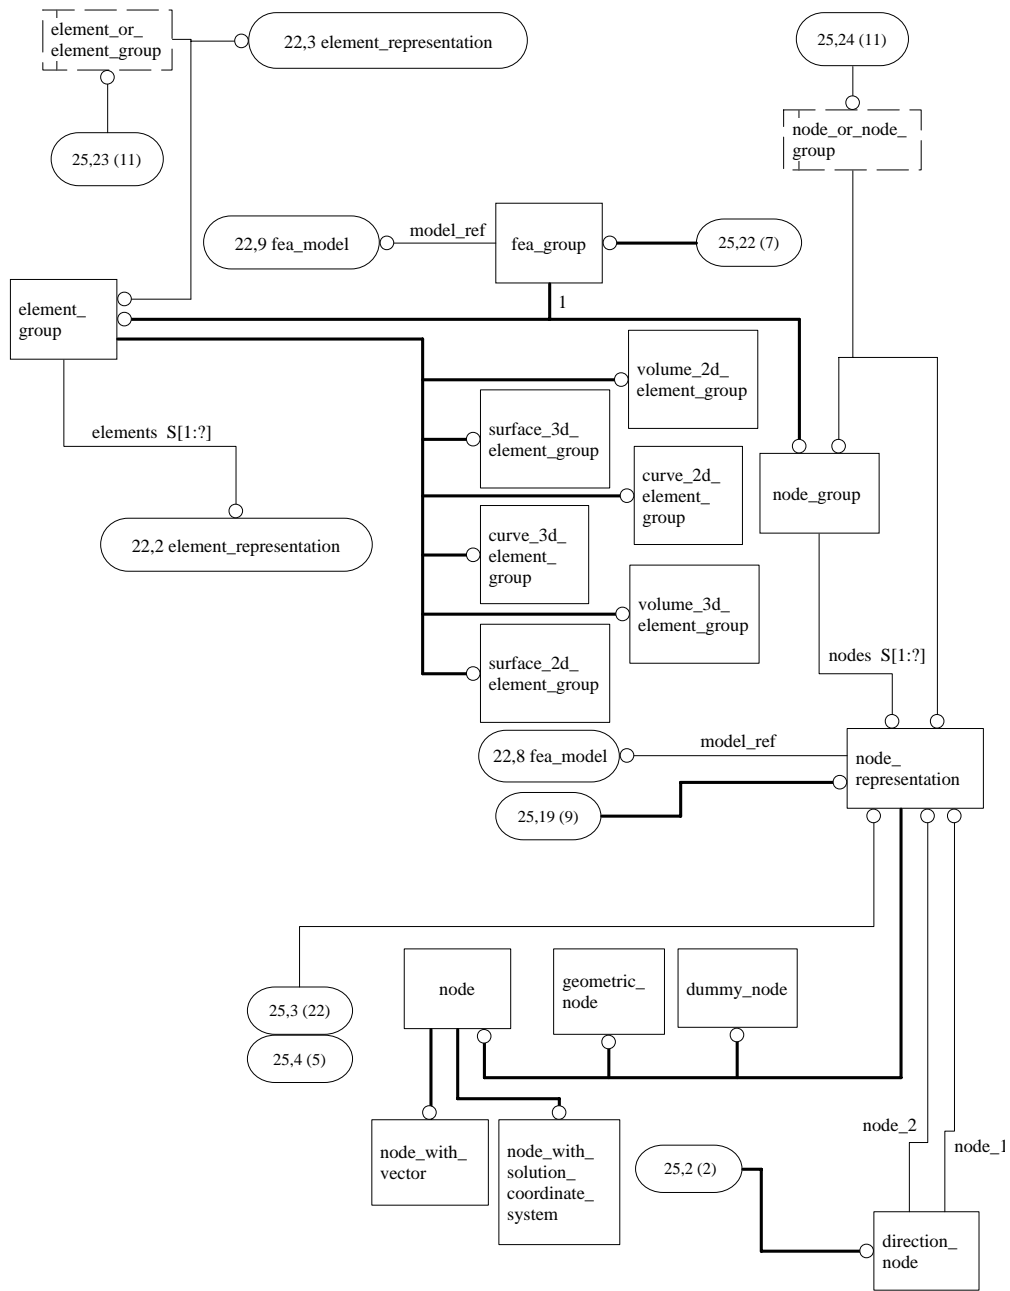 element_or_
element_group
22,3 element_representation
25,24 (11)
node_or_node_
group
25,23 (11)
22,9 fea_model
model_ref
fea_group
25,22 (7)
element_
group
1
volume_2d_
element_group
surface_3d_
element_group
elements S[1:?]
curve_2d_
element_
group
node_group
22,2 element_representation
curve_3d_
element_
group
volume_3d_
element_group
surface_2d_
element_group
nodes S[1:?]
22,8 fea_model
model_ref
node_
representation
25,19 (9)
25,3 (22)
25,4 (5)
node
geometric_
node
dummy_node
node_with_
vector
node_with_
solution_
coordinate_
system
node_2
node_1
25,2 (2)
direction_
node